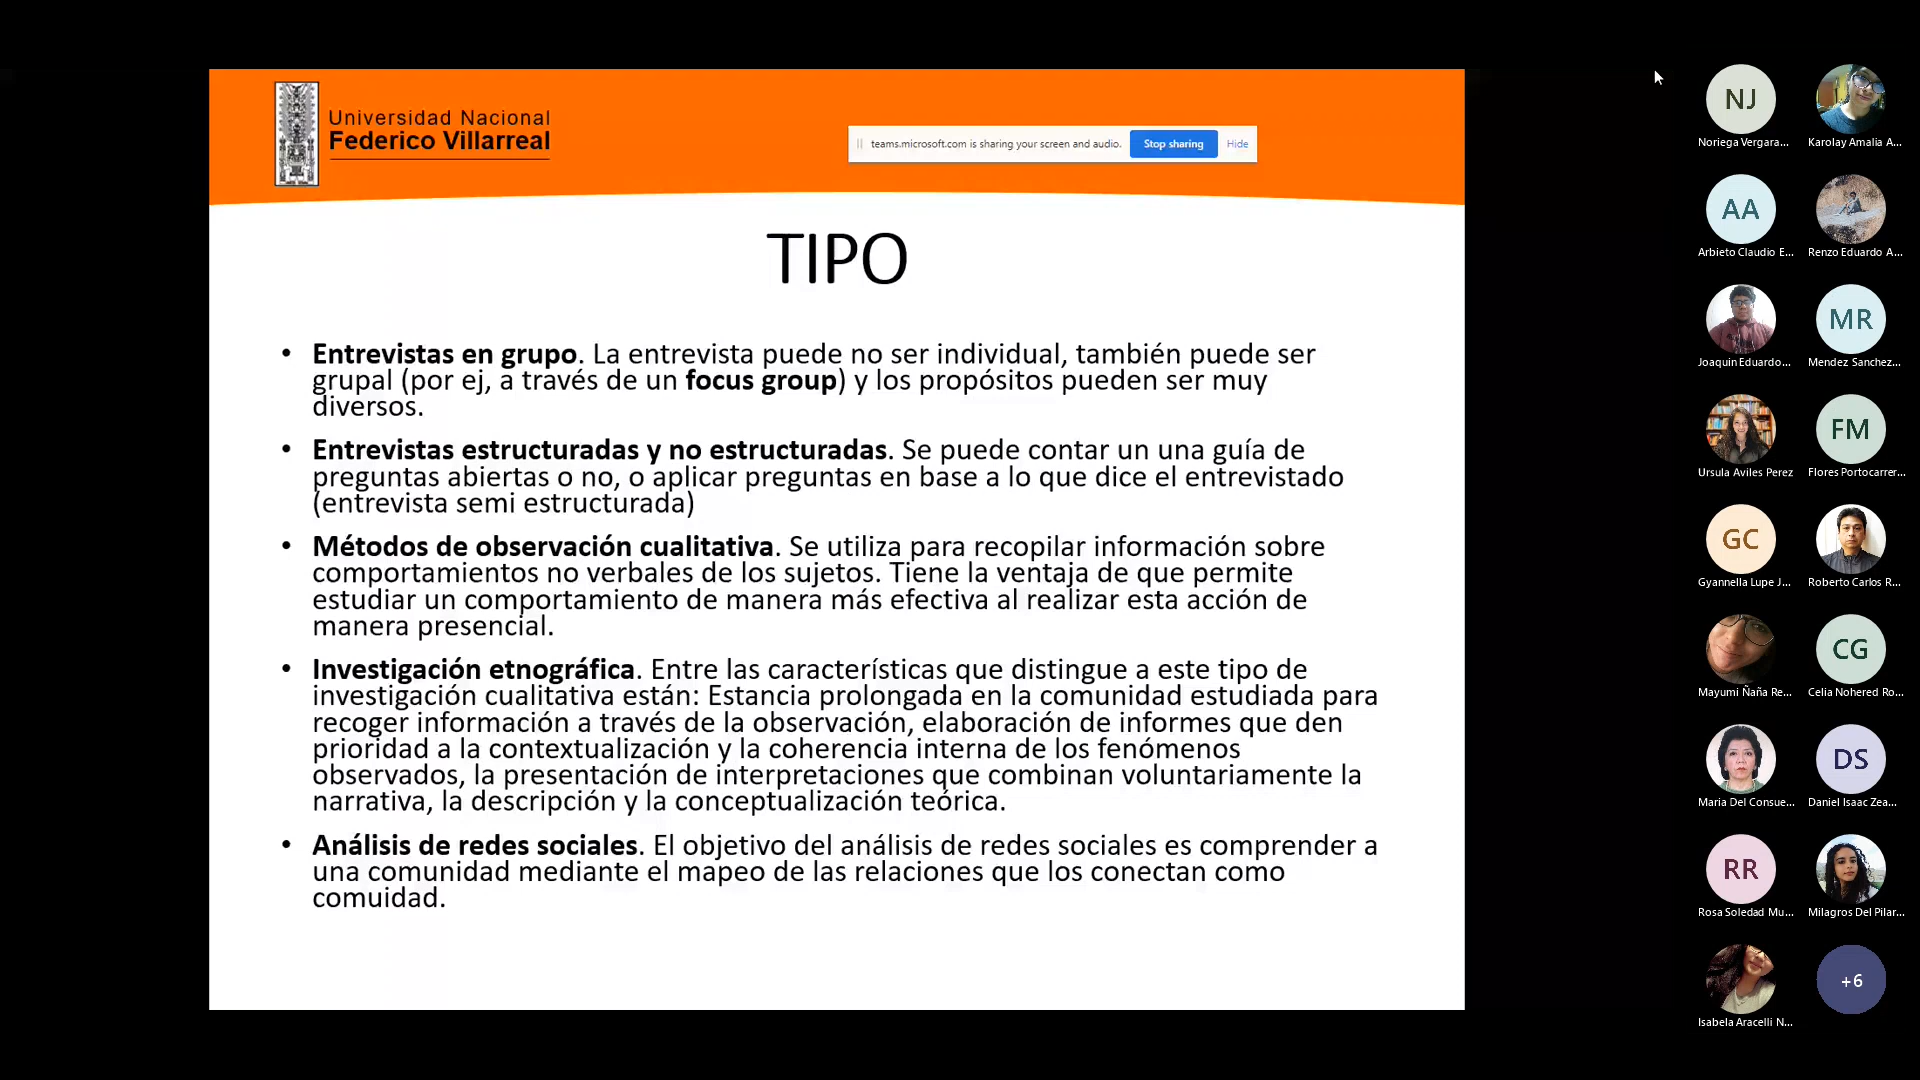 Universidad Nacional
Federico Villarreal
teams.microsoft.com is sharing your screen and audio. Stop sharing Hide
TIPO
• Entrevistas en grupo. La entrevista puede no ser individual, también puede ser
grupal (por ej, a través de un focus group) y los propósitos pueden ser muy
diversos.
• Entrevistas estructuradas y no estructuradas. Se puede contar un una guía de
preguntas abiertas o no, o aplicar preguntas en base a lo que dice el entrevistado
(entrevista semi estructurada)
• Métodos de observación cualitativa. Se utiliza para recopilar información sobre
comportamientos no verbales de los sujetos. Tiene la ventaja de que permite
estudiar un comportamiento de manera más efectiva al realizar esta acción de
manera presencial.
• Investigación etnográfica. Entre las características que distingue a este tipo de
investigación cualitativa están: Estancia prolongada en la comunidad estudiada para
recoger información a través de la observación, elaboración de informes que den
prioridad a la contextualización y la coherencia interna de los fenómenos
observados, la presentación de interpretaciones que combinan voluntariamente la
narrativa, la descripción y la conceptualización teórica.
• Análisis de redes sociales. El objetivo del análisis de redes sociales es comprender a
una comunidad mediante el mapeo de las relaciones que los conectan como
comuidad.
NJ
Noriega Vergara... Karolay Amalia A...
AA
Arbieto Claudio E... Renzo Eduardo A...
MR
Joaquin Eduardo... Mendez Sanchez...
FM
Ursula Aviles Perez Flores Portocarrer...
GC
Gyannella Lupe J... Roberto Carlos R...
CG
Mayumi Ñaña Re... Celia Nohered Ro...
DS
Maria Del Consue... Daniel Isaac Zea...
RR
Rosa Soledad Mu... Milagros Del Pilar...
+6
Isabela Aracelli N...